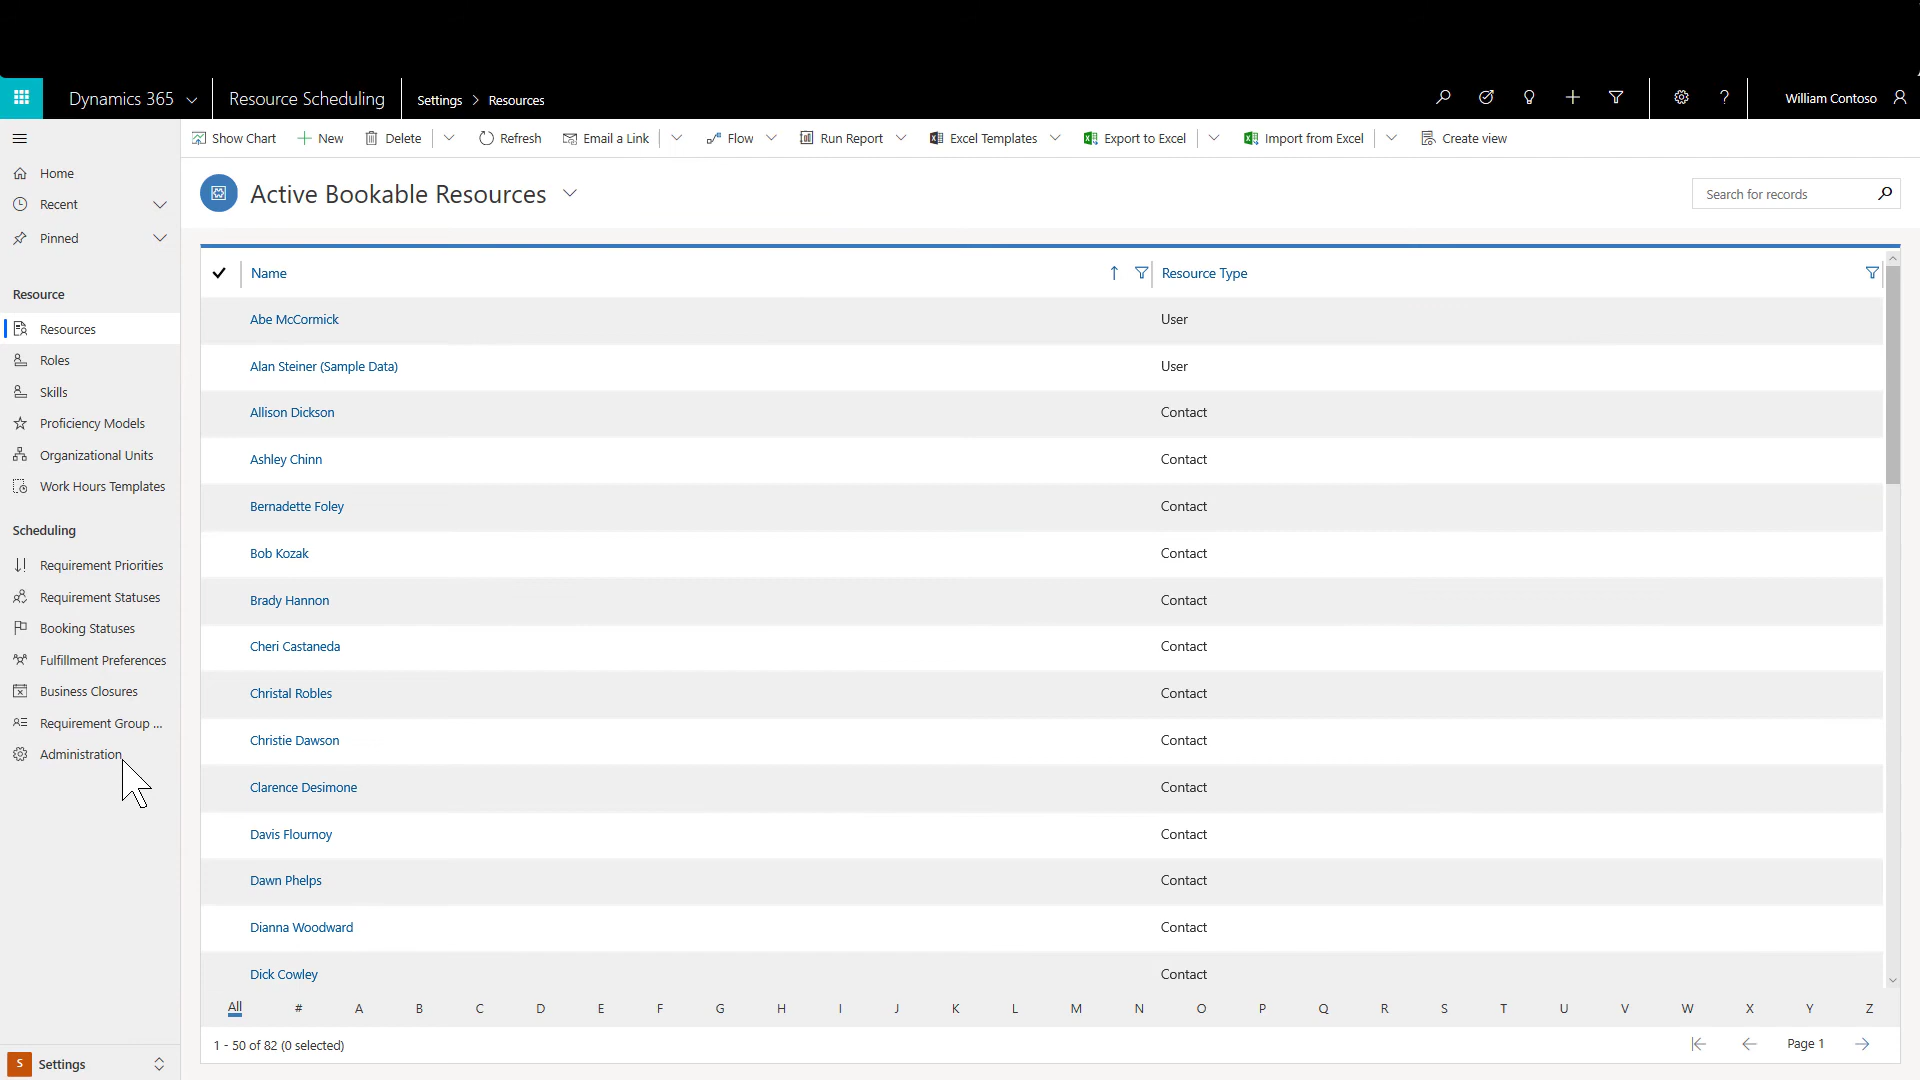 Dynamics 365
Resource Scheduling
Settings > Resources
William Contoso
Show Chart
New
Delete
Refresh
Email a Link
Flow
Run Report
Excel Templates
Export to Excel
Import from Excel
Create view
Home
Recent
Pinned
Resource
Resources
Roles
Skills
Proficiency Models
Organizational Units
Work Hours Templates
Scheduling
Requirement Priorities
Requirement Statuses
Booking Statuses
Fulfillment Preferences
Business Closures
Requirement Group ...
Administration
S Settings
Active Bookable Resources
Search for records
Name Resource Type
Abe McCormick User
Alan Steiner (Sample Data) User
Allison Dickson Contact
Ashley Chinn Contact
Bernadette Foley Contact
Bob Kozak Contact
Brady Hannon Contact
Cheri Castaneda Contact
Christal Robles Contact
Christie Dawson Contact
Clarence Desimone Contact
Davis Flournoy Contact
Dawn Phelps Contact
Dianna Woodward Contact
Dick Cowley Contact
All # A B C D E F G H I J K L M N O P Q R S T U V W X Y Z
1 - 50 of 82 (0 selected)
Page 1